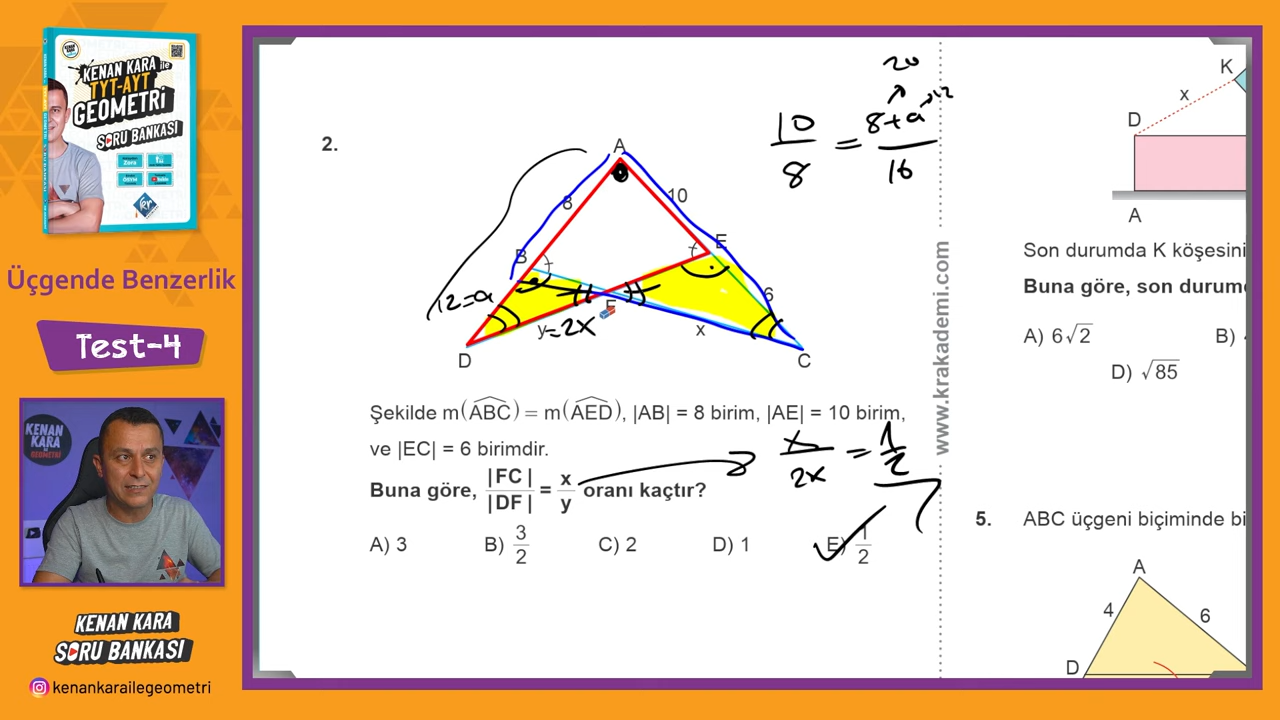 KENAN KARA ile
TYT-AYT
GEOMETRİ
SORU BANKASI
Üçgende Benzerlik
Test-4
KENAN KARA
KENAN KARA
SORU BANKASI
kenankarailegeometri
2.
A
8
10
B
E
12=a
F
6
y=2x
x
D
C
10/8 = 8+a/16
20
12
Şekilde m(ABC) = m(AED), |AB| = 8 birim, |AE| = 10 birim,
ve |EC| = 6 birimdir.
Buna göre, |FC|/|DF| = x/y oranı kaçtır?
x/2x = 1/2
A) 3 B) 3/2 C) 2 D) 1 E) 1/2
www.krakademi.com
K
x
D
A
Son durumda K köşesini
Buna göre, son durum
A) 6√2 B)
D) √85
5. ABC üçgeni biçiminde bi
A
4
6
D